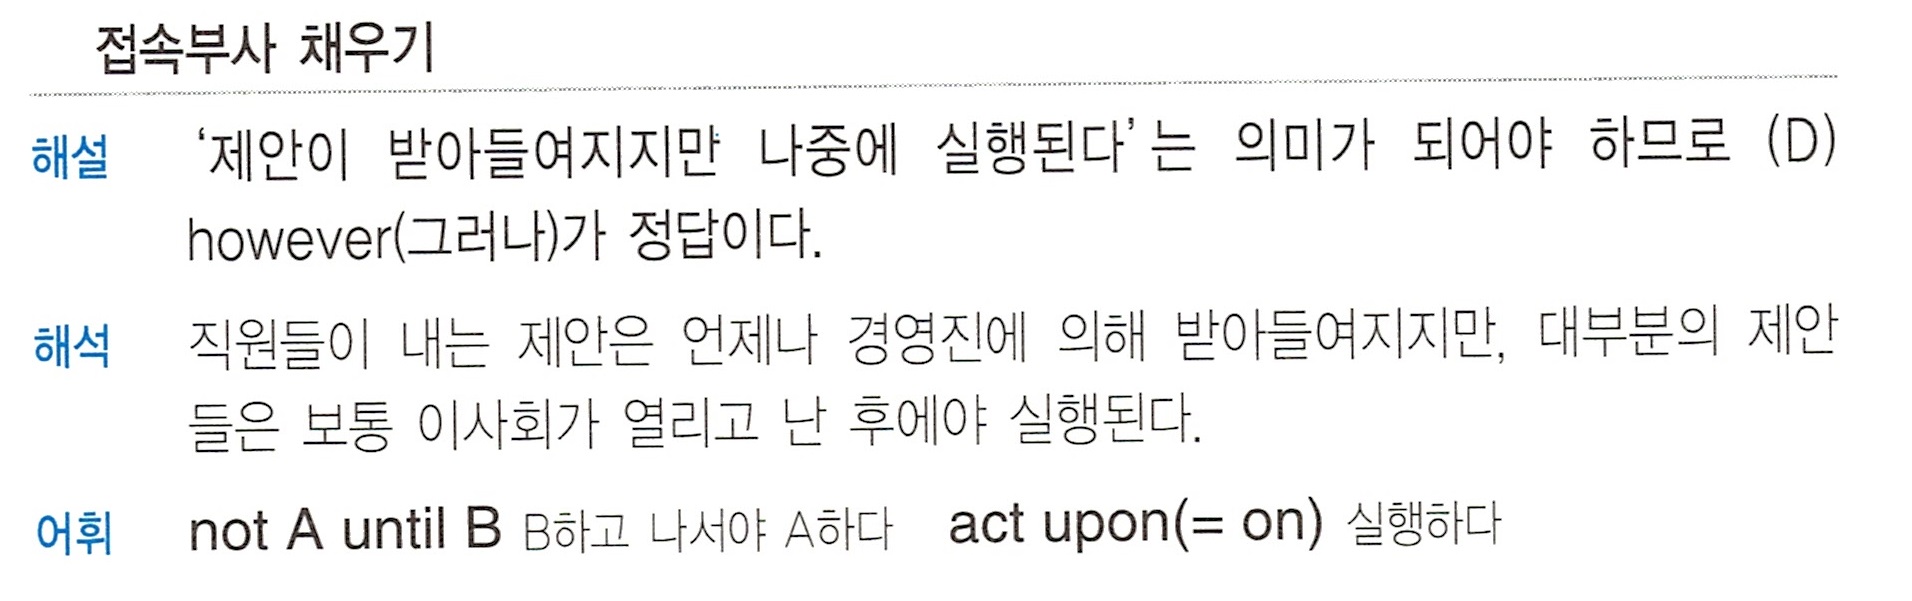 접속부사 채우기
해설 ‘제안이 받아들여지지만 나중에 실행된다’는 의미가 되어야 하므로 (D)
however(그러나)가 정답이다.
해석 직원들이 내는 제안은 언제나 경영진에 의해 받아들여지지만, 대부분의 제안
들은 보통 이사회가 열리고 난 후에야 실행된다.
어휘 not A until B B하고 나서야 A하다 act upon(= on) 실행하다